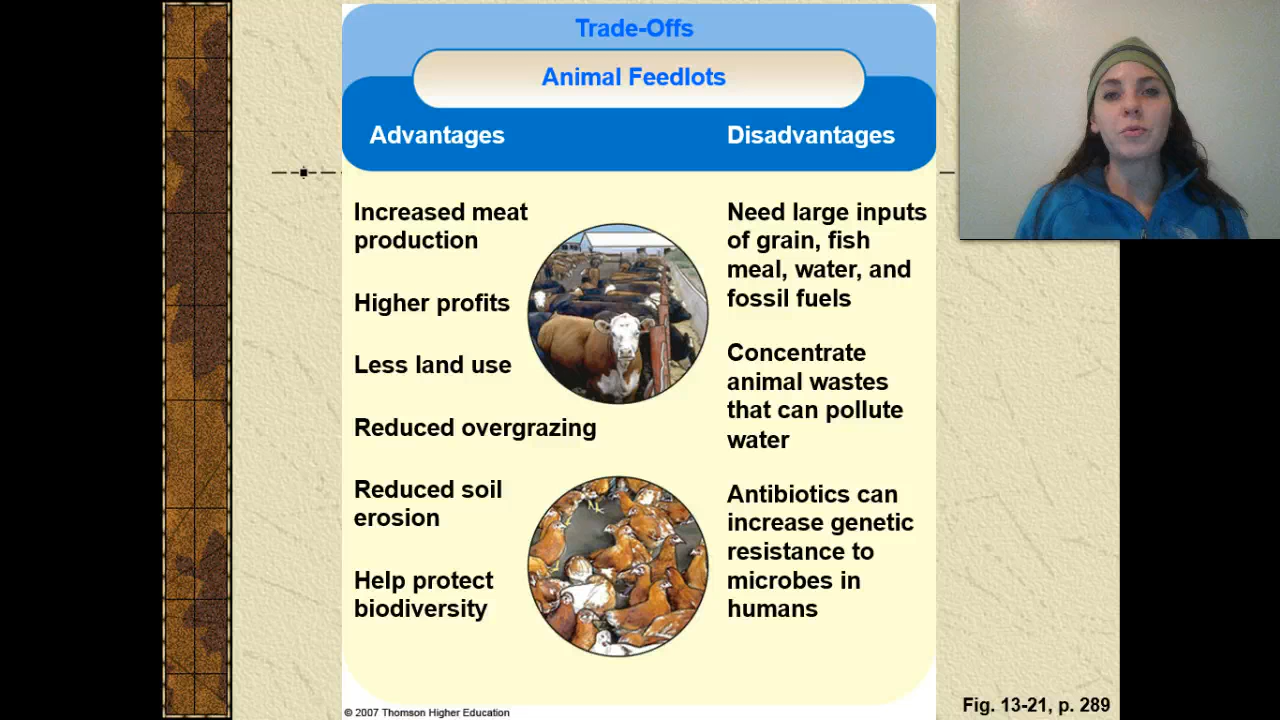 Trade-Offs
Animal Feedlots
Advantages
Disadvantages
Increased meat
production
Higher profits
Less land use
Reduced overgrazing
Reduced soil
erosion
Help protect
biodiversity
Need large inputs
of grain, fish
meal, water, and
fossil fuels
Concentrate
animal wastes
that can pollute
water
Antibiotics can
increase genetic
resistance to
microbes in
humans
© 2007 Thomson Higher Education
Fig. 13-21, p. 289